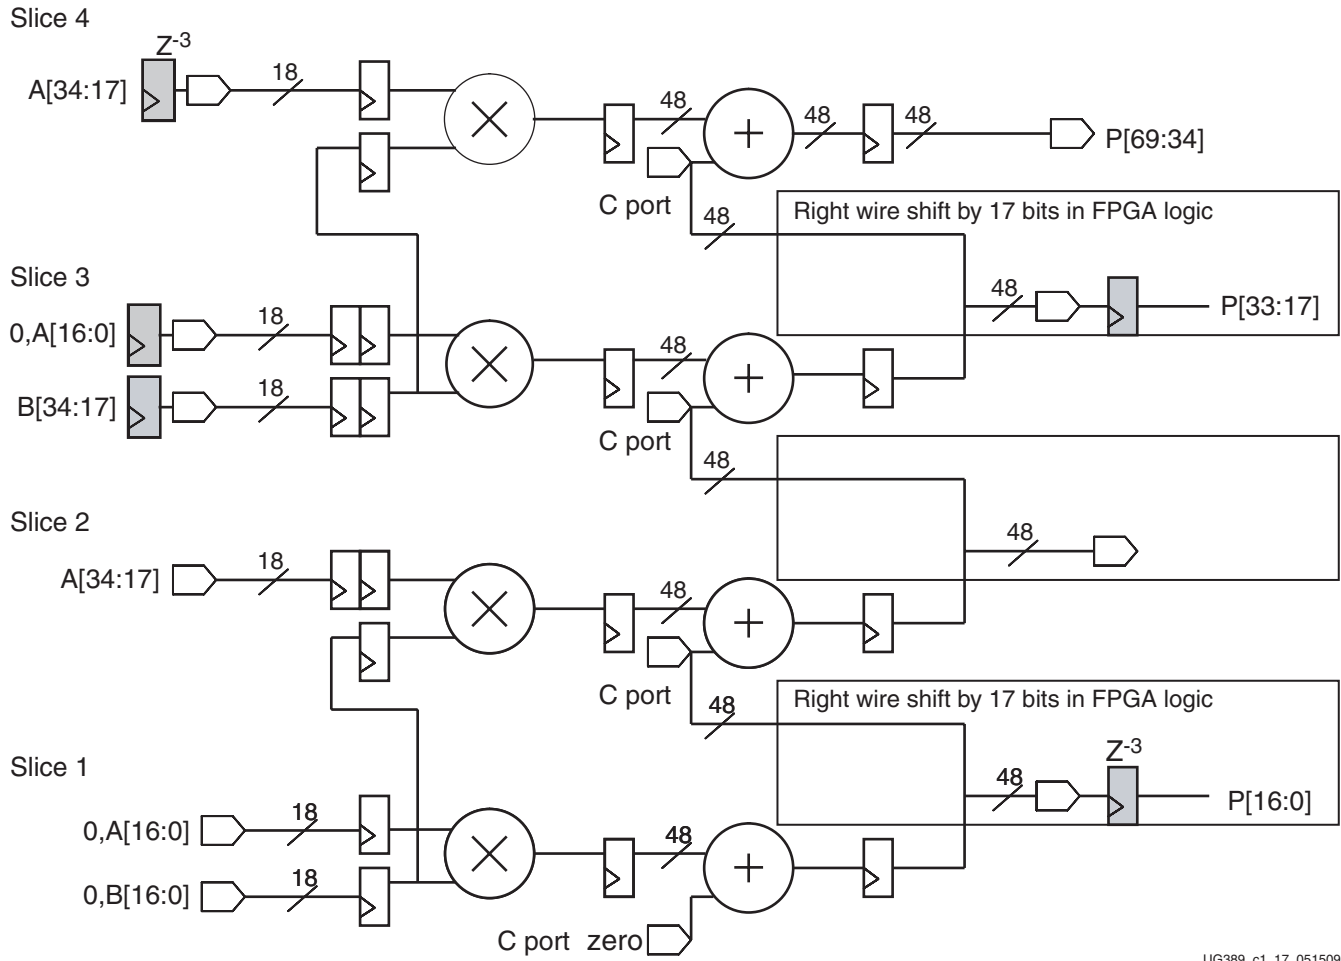 Slice 4
Z-3
A[34:17]
18
48
48
48
P[69:34]
C port
48
Right wire shift by 17 bits in FPGA logic
Slice 3
0,A[16:0]
18
48
48
P[33:17]
B[34:17]
18
C port
48
Slice 2
A[34:17]
18
48
48
C port
48
Right wire shift by 17 bits in FPGA logic
Z-3
Slice 1
0,A[16:0]
18
48
48
P[16:0]
0,B[16:0]
18
C port zero
UG389_c1_17_051509